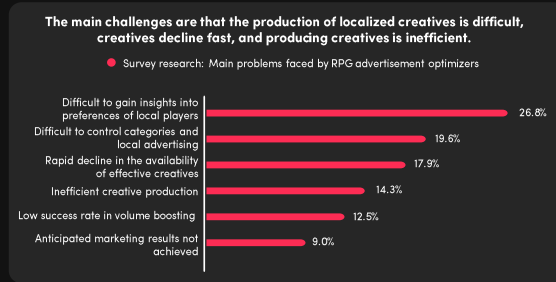 The main challenges are that the production of localized creatives is difficult,
creatives decline fast, and producing creatives is inefficient.
Survey research: Main problems faced by RPG advertisement optimizers
Difficult to gain insights into
preferences of local players
26.8%
Difficult to control categories and
local advertising
19.6%
Rapid decline in the availability
of effective creatives
17.9%
Inefficient creative production
14.3%
Low success rate in volume boosting
12.5%
Anticipated marketing results not
achieved
9.0%